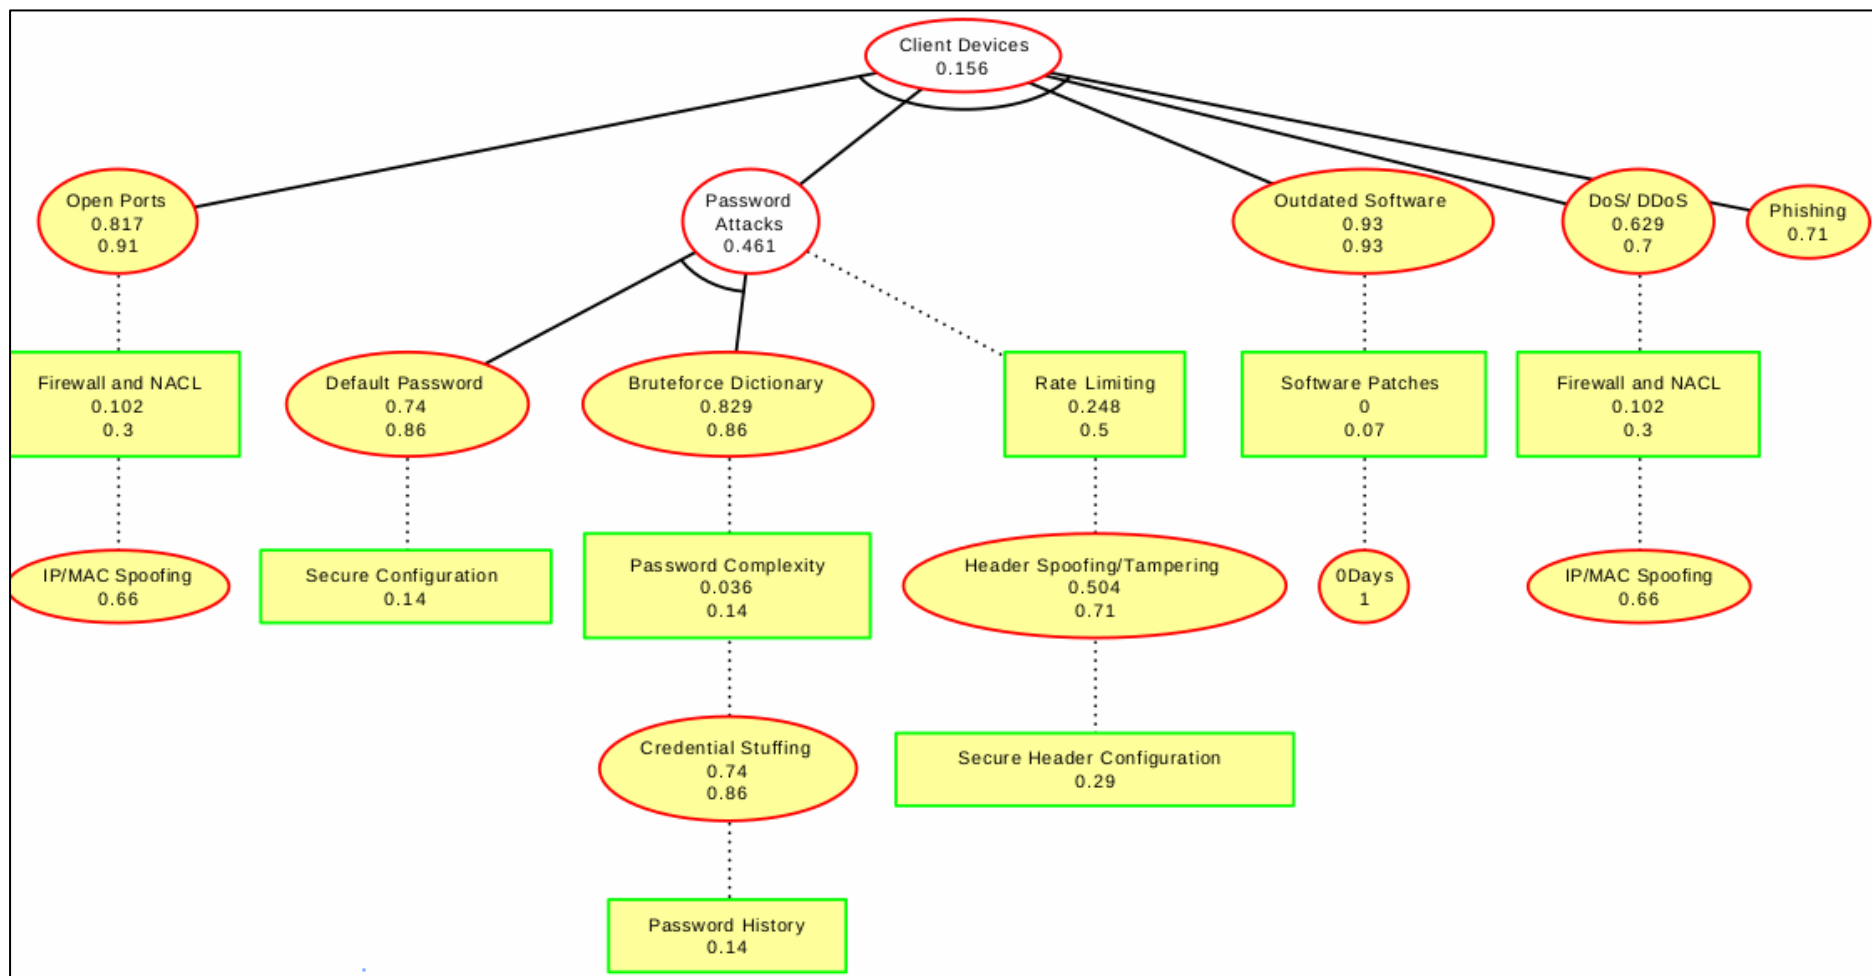 Client Devices
0.156
Open Ports
0.817
0.91
Password
Attacks
0.461
Outdated Software
0.93
0.93
DoS/ DDoS
0.629
0.7
Phishing
0.71
Firewall and NACL
0.102
0.3
Default Password
0.74
0.86
Bruteforce Dictionary
0.829
0.86
Rate Limiting
0.248
0.5
Software Patches
0
0.07
Firewall and NACL
0.102
0.3
IP/MAC Spoofing
0.66
Secure Configuration
0.14
Password Complexity
0.036
0.14
Header Spoofing/Tampering
0.504
0.71
0Days
1
IP/MAC Spoofing
0.66
Credential Stuffing
0.74
0.86
Secure Header Configuration
0.29
Password History
0.14